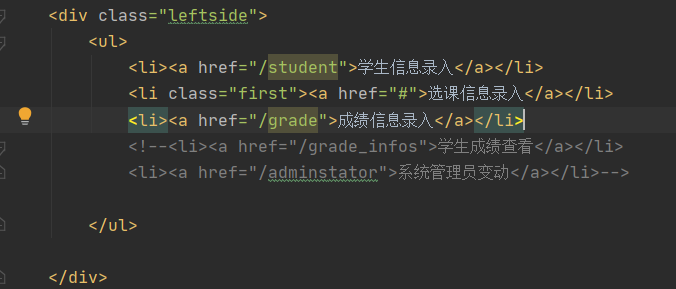 <div class="leftside">
<ul>
<li><a href="/student">学生信息录入</a></li>
<li class="first"><a href="#">选课信息录入</a></li>
<li><a href="/grade">成绩信息录入</a></li>
<!--<li><a href="/grade_infos">学生成绩查看</a></li>
<li><a href="/adminstator">系统管理员变动</a></li>-->
</ul>
</div>